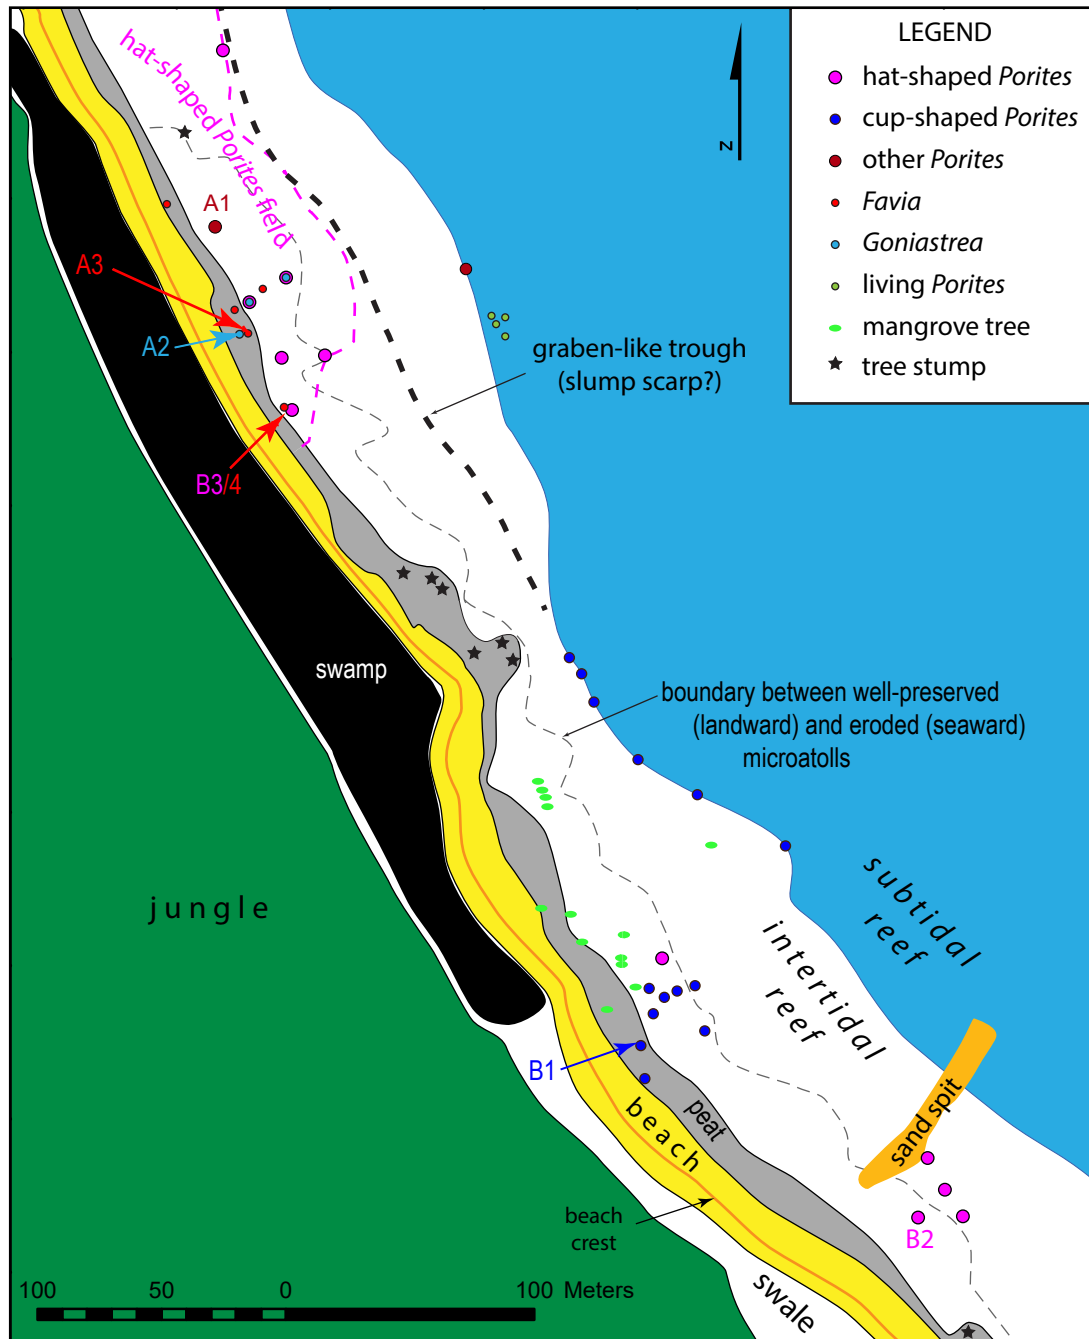 LEGEND
hat-shaped Porites
cup-shaped Porites
other Porites
Favia
Goniastrea
living Porites
mangrove tree
tree stump
N
hat-shaped Porites field
A1
A3
A2
B3/4
graben-like trough
(slump scarp?)
swamp
boundary between well-preserved
(landward) and eroded (seaward)
microatolls
jungle
subtidal
reef
intertidal
reef
B1
beach
peat
sand spit
beach
crest
B2
swale
100 50 0 100 Meters